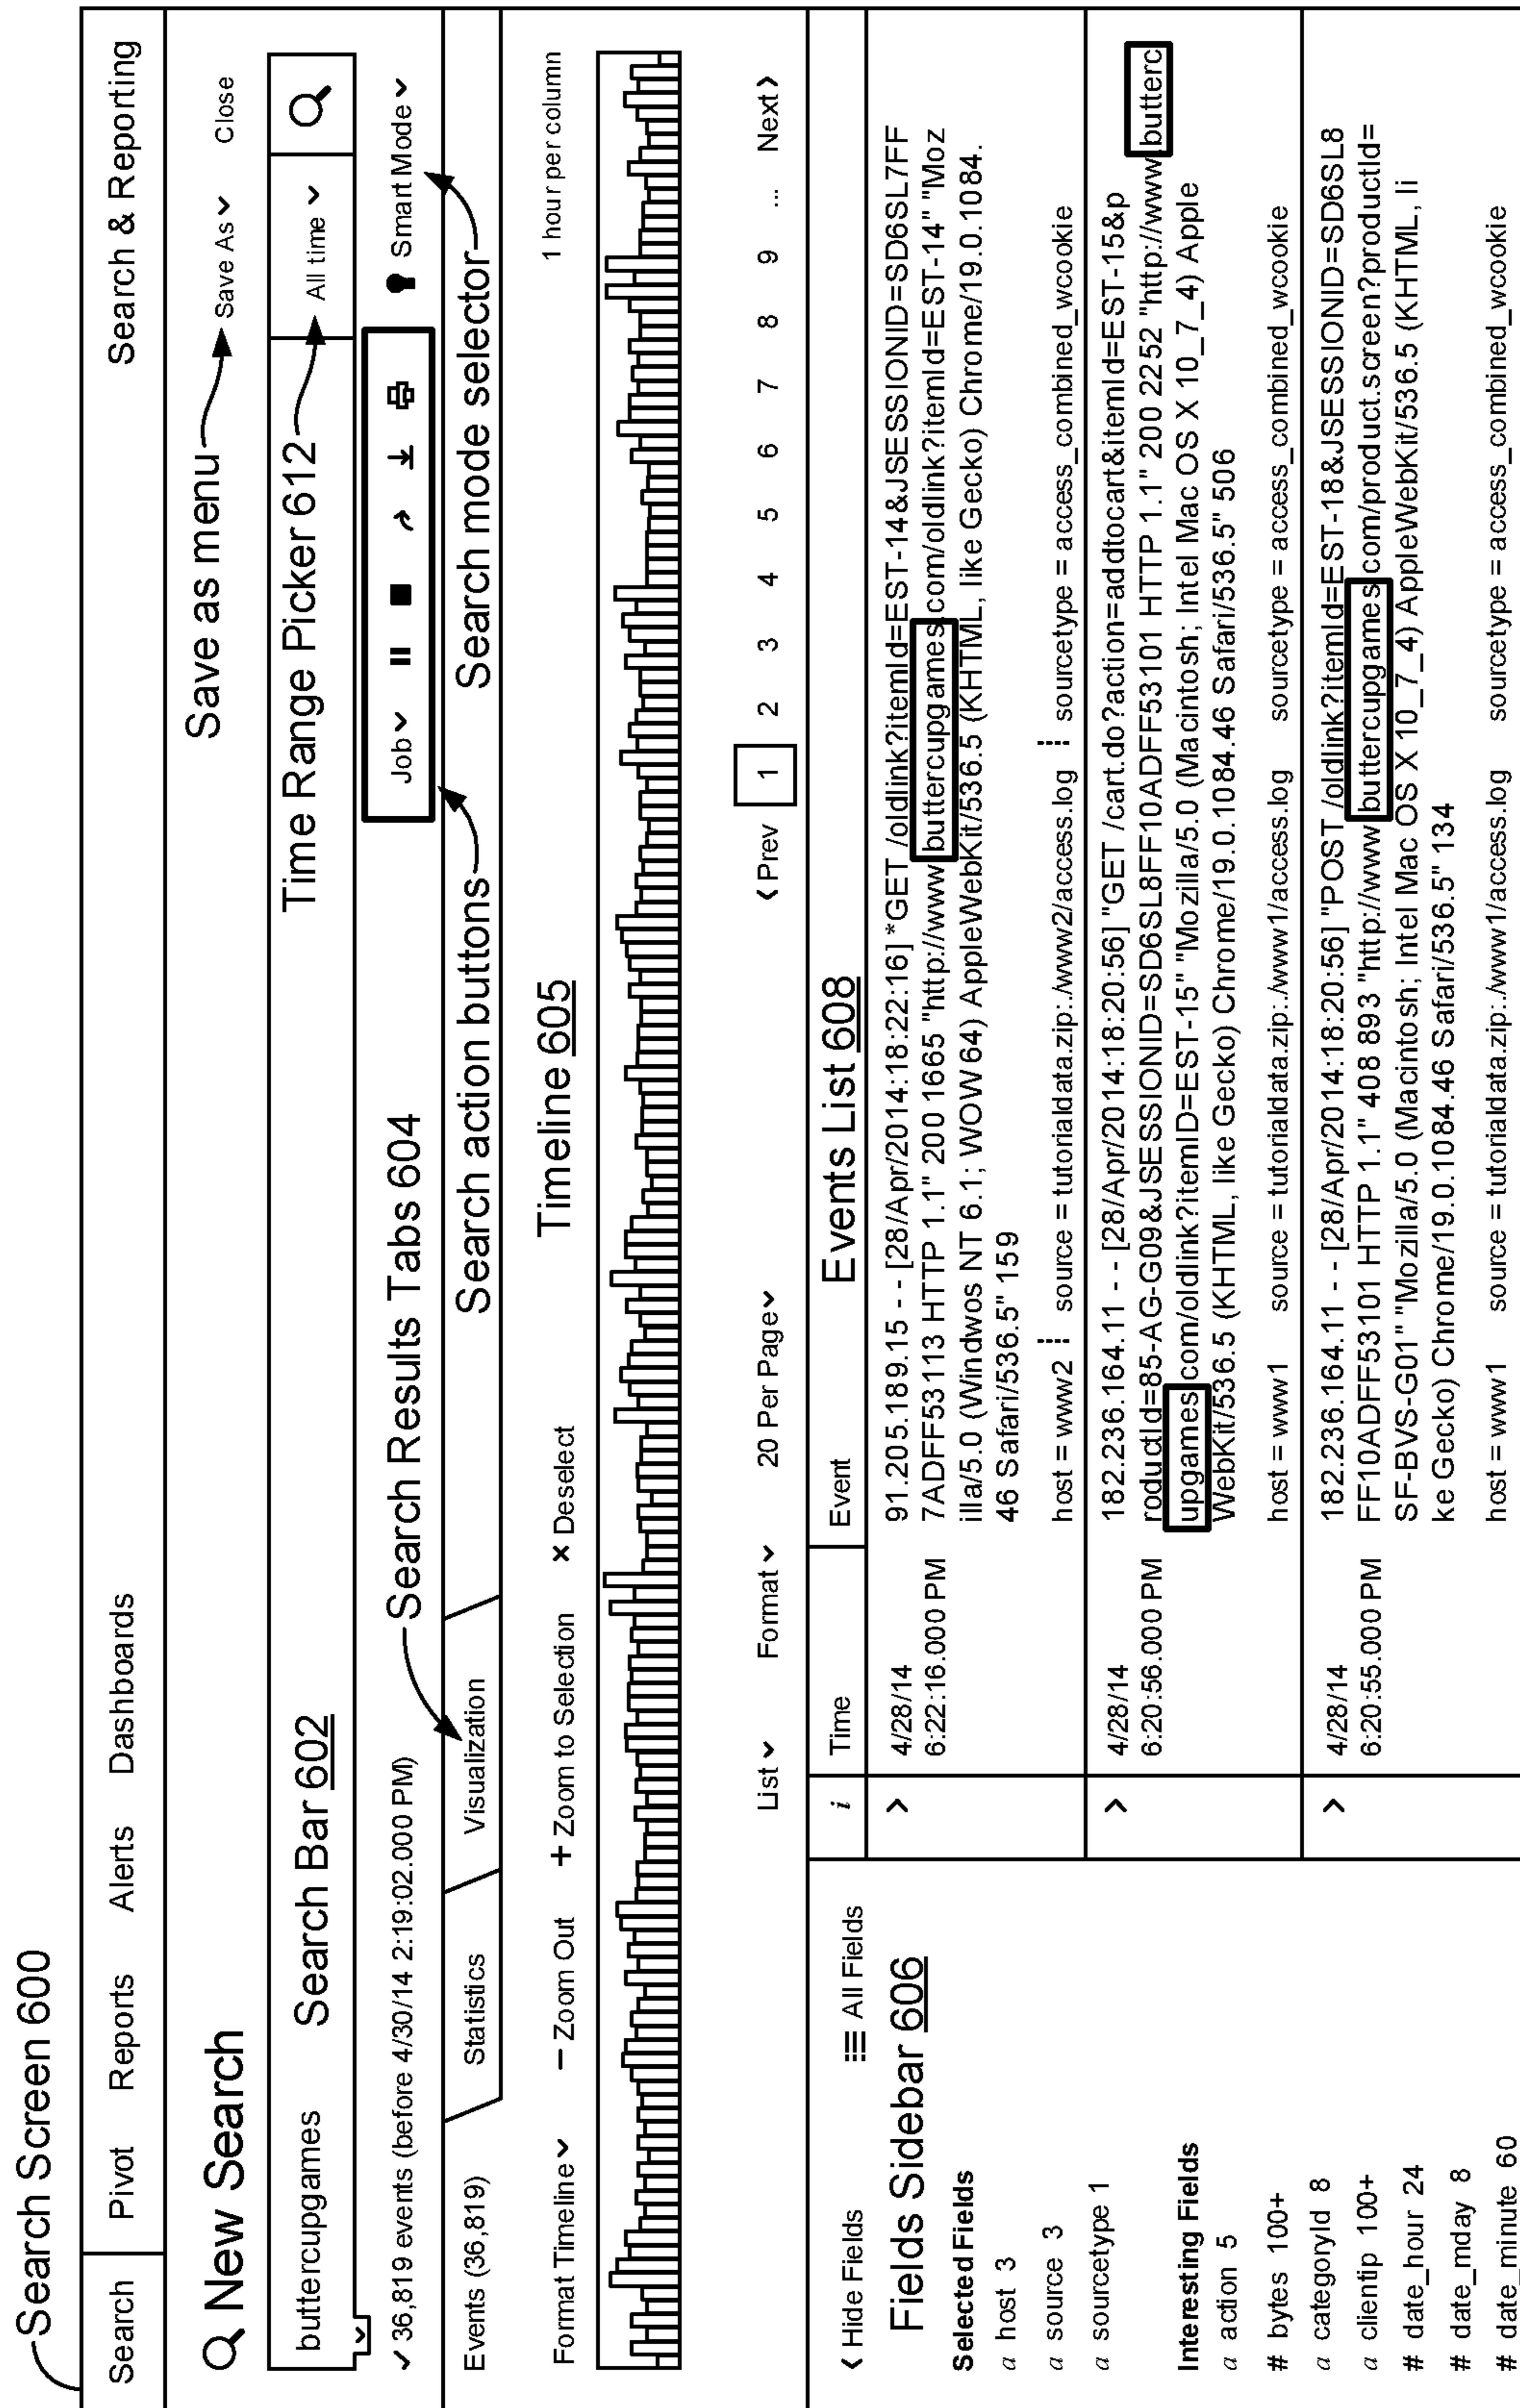 Search Screen 600
Search Pivot Reports Alerts Dashboards Search & Reporting
New Search
Save as menu
Save As Close
buttercupgames Search Bar 602 Time Range Picker 612 All time
36,819 events (before 4/30/14 2:19:02.000 PM) Search Results Tabs 604 Job Smart Mode
Events (36,819) Statistics Visualization Search action buttons Search mode selector
Format Timeline – Zoom Out + Zoom to Selection × Deselect Timeline 605 1 hour per column
List Format 20 Per Page < Prev 1 2 3 4 5 6 7 8 9 ... Next >
< Hide Fields All Fields
Fields Sidebar 606
Selected Fields
a host 3
a source 3
a sourcetype 1
Interesting Fields
a action 5
# bytes 100+
a categoryId 8
a clientip 100+
# date_hour 24
# date_mday 8
# date_minute 60
i Time Event Events List 608
> 4/28/14
6:22:16.000 PM
91.205.189.15 - - [28/Apr/2014:18:22:16] *GET /oldlink?itemId=EST-14&JSESSIONID=SD6SL7FF
7ADFF53113 HTTP 1.1" 200 1665 "http://www.buttercupgames.com/oldlink?itemId=EST-14" "Moz
illa/5.0 (Windwos NT 6.1; WOW64) AppleWebKit/536.5 (KHTML, like Gecko) Chrome/19.0.1084.
46 Safari/536.5" 159
host = www2 source = tutorialdata.zip:./www2/access.log sourcetype = access_combined_wcookie
> 4/28/14
6:20:56.000 PM
182.236.164.11 - - [28/Apr/2014:18:20:56] "GET /cart.do?action=addtocart&itemId=EST-15&p
roductId=85-AG-G09&JSESSIONID=SD6SL8FF10ADFF53101 HTTP 1.1" 200 2252 "http://www.butterc
upgames.com/oldlink?itemID=EST-15" "Mozilla/5.0 (Macintosh; Intel Mac OS X 10_7_4) Apple
WebKit/536.5 (KHTML, like Gecko) Chrome/19.0.1084.46 Safari/536.5" 506
host = www1 source = tutorialdata.zip:./www1/access.log sourcetype = access_combined_wcookie
> 4/28/14
6:20:55.000 PM
182.236.164.11 - - [28/Apr/2014:18:20:56] "POST /oldlink?itemId=EST-18&JSESSIONID=SD6SL8
FF10ADFF53101 HTTP 1.1" 408 893 "http://www.buttercupgames.com/product.screen?productId=
SF-BVS-G01" "Mozilla/5.0 (Macintosh; Intel Mac OS X 10_7_4) AppleWebKit/536.5 (KHTML, li
ke Gecko) Chrome/19.0.1084.46 Safari/536.5" 134
host = www1 source = tutorialdata.zip:./www1/access.log sourcetype = access_combined_wcookie